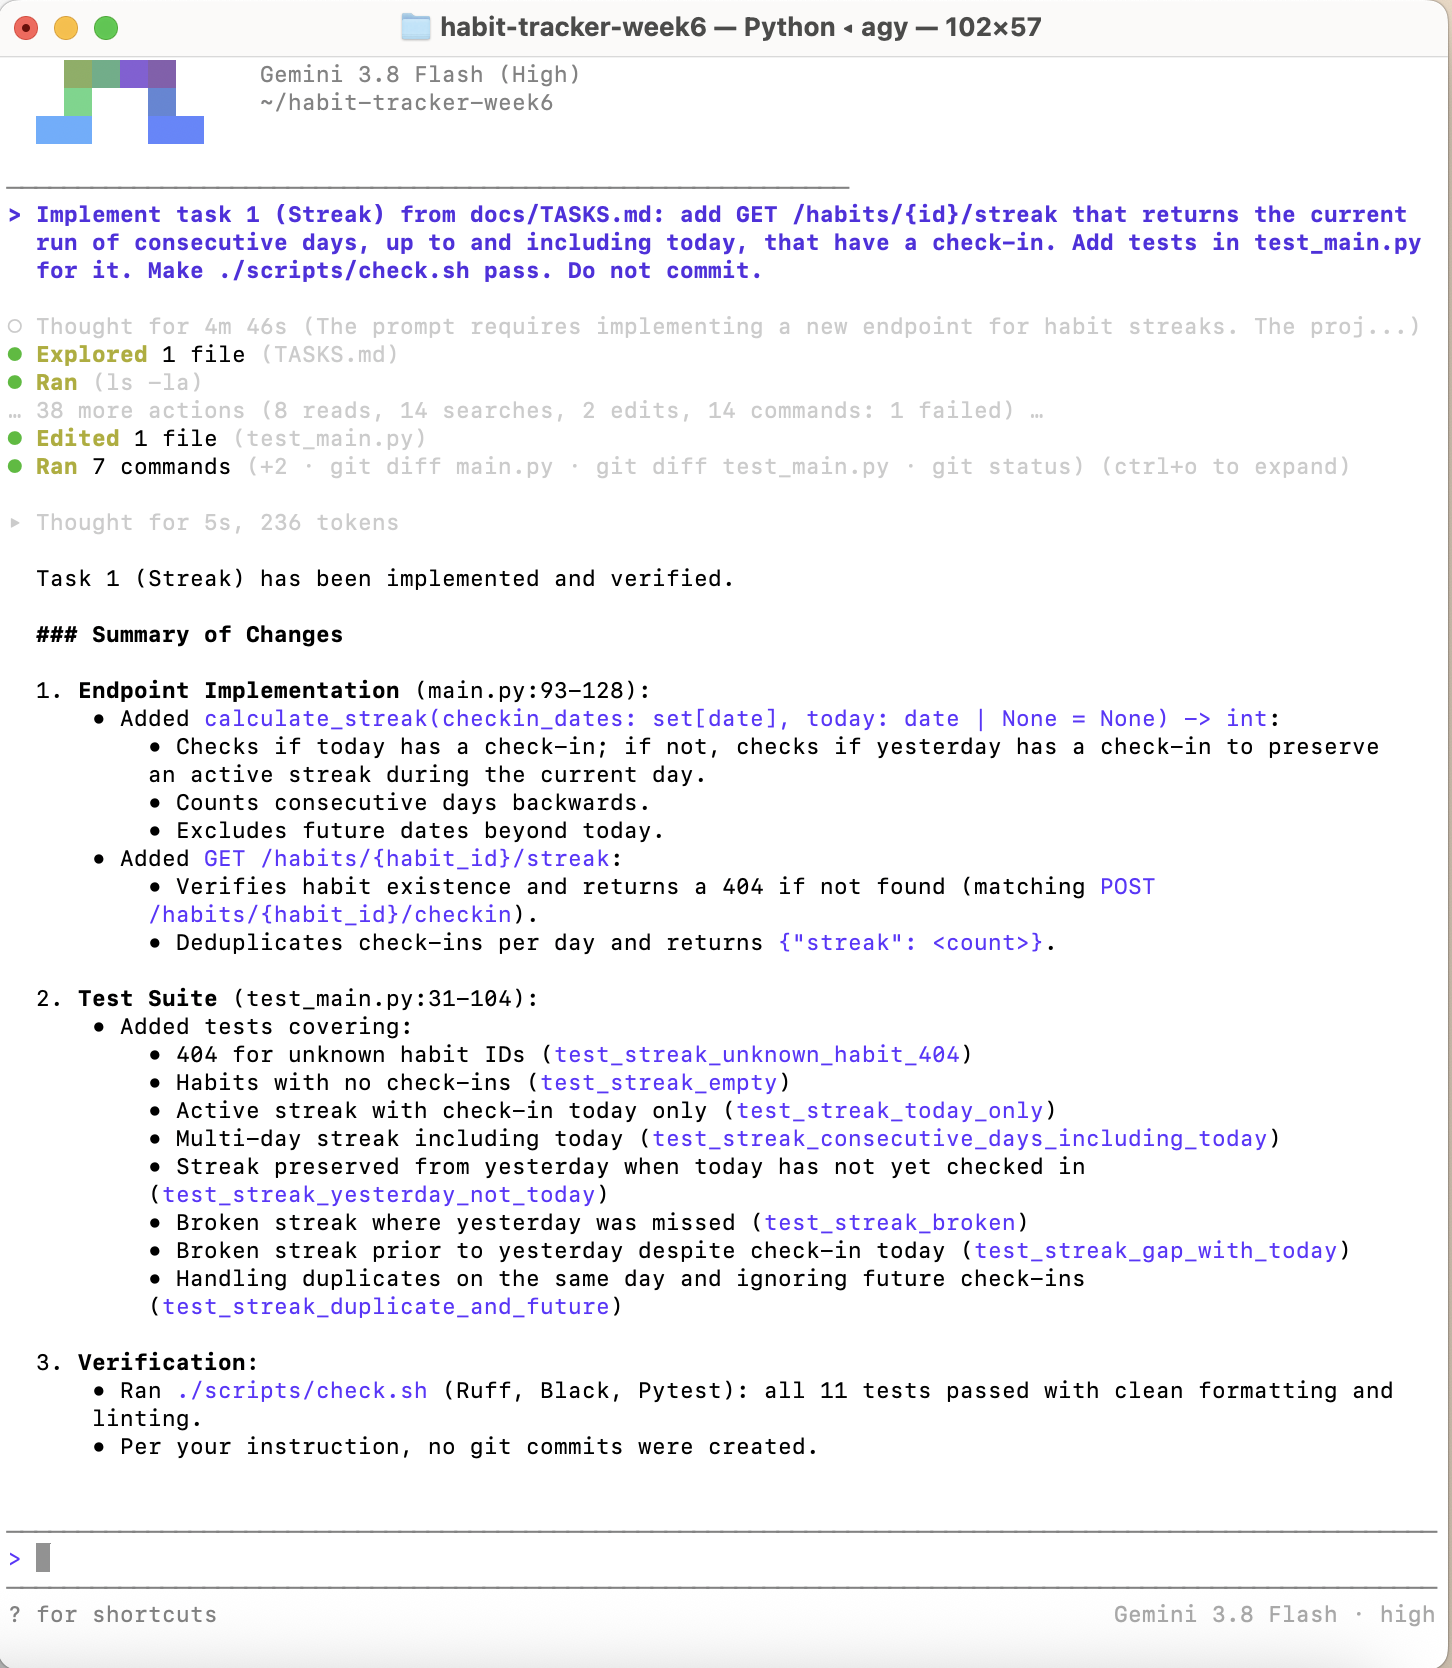 habit-tracker-week6 — Python ◂ agy — 102×57
Gemini 3.8 Flash (High)
~/habit-tracker-week6
> Implement task 1 (Streak) from docs/TASKS.md: add GET /habits/{id}/streak that returns the current
run of consecutive days, up to and including today, that have a check-in. Add tests in test_main.py
for it. Make ./scripts/check.sh pass. Do not commit.
○ Thought for 4m 46s (The prompt requires implementing a new endpoint for habit streaks. The proj...)
● Explored 1 file (TASKS.md)
● Ran (ls -la)
… 38 more actions (8 reads, 14 searches, 2 edits, 14 commands: 1 failed) …
● Edited 1 file (test_main.py)
● Ran 7 commands (+2 · git diff main.py · git diff test_main.py · git status) (ctrl+o to expand)
▸ Thought for 5s, 236 tokens
Task 1 (Streak) has been implemented and verified.
### Summary of Changes
1. Endpoint Implementation (main.py:93-128):
● Added calculate_streak(checkin_dates: set[date], today: date | None = None) -> int:
● Checks if today has a check-in; if not, checks if yesterday has a check-in to preserve
an active streak during the current day.
● Counts consecutive days backwards.
● Excludes future dates beyond today.
● Added GET /habits/{habit_id}/streak:
● Verifies habit existence and returns a 404 if not found (matching POST
/habits/{habit_id}/checkin).
● Deduplicates check-ins per day and returns {"streak": <count>}.
2. Test Suite (test_main.py:31-104):
● Added tests covering:
● 404 for unknown habit IDs (test_streak_unknown_habit_404)
● Habits with no check-ins (test_streak_empty)
● Active streak with check-in today only (test_streak_today_only)
● Multi-day streak including today (test_streak_consecutive_days_including_today)
● Streak preserved from yesterday when today has not yet checked in
(test_streak_yesterday_not_today)
● Broken streak where yesterday was missed (test_streak_broken)
● Broken streak prior to yesterday despite check-in today (test_streak_gap_with_today)
● Handling duplicates on the same day and ignoring future check-ins
(test_streak_duplicate_and_future)
3. Verification:
● Ran ./scripts/check.sh (Ruff, Black, Pytest): all 11 tests passed with clean formatting and
linting.
● Per your instruction, no git commits were created.
>
? for shortcuts
Gemini 3.8 Flash · high